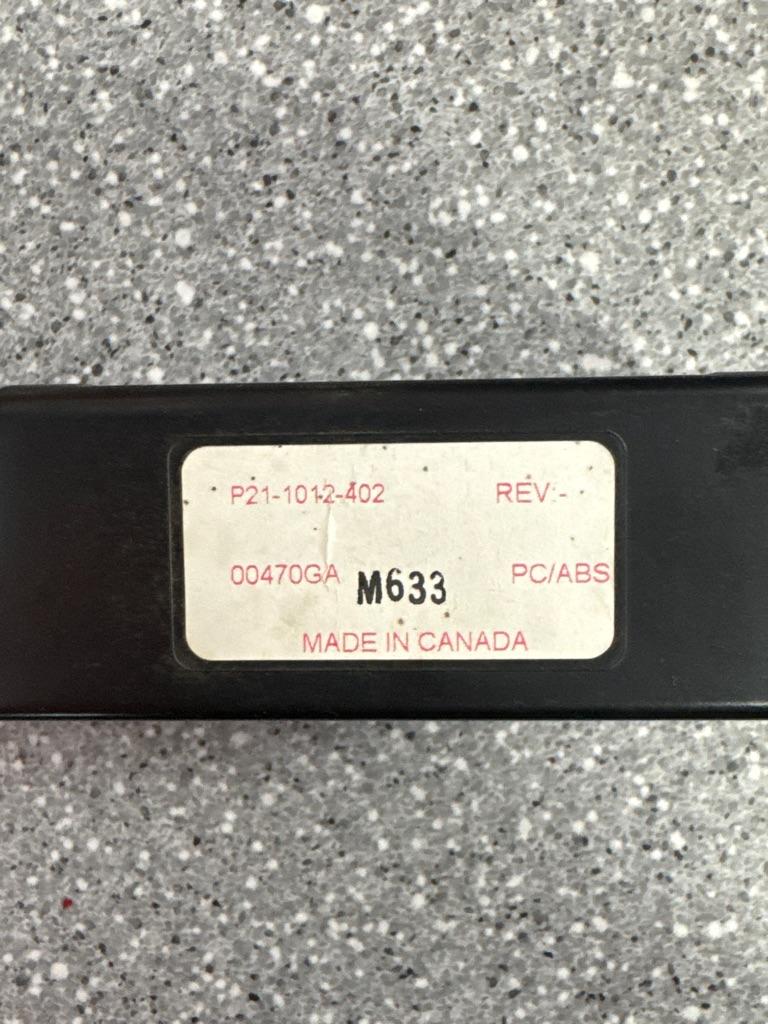 P21-1012-402 REV:-
00470GA M633 PC/ABS
MADE IN CANADA